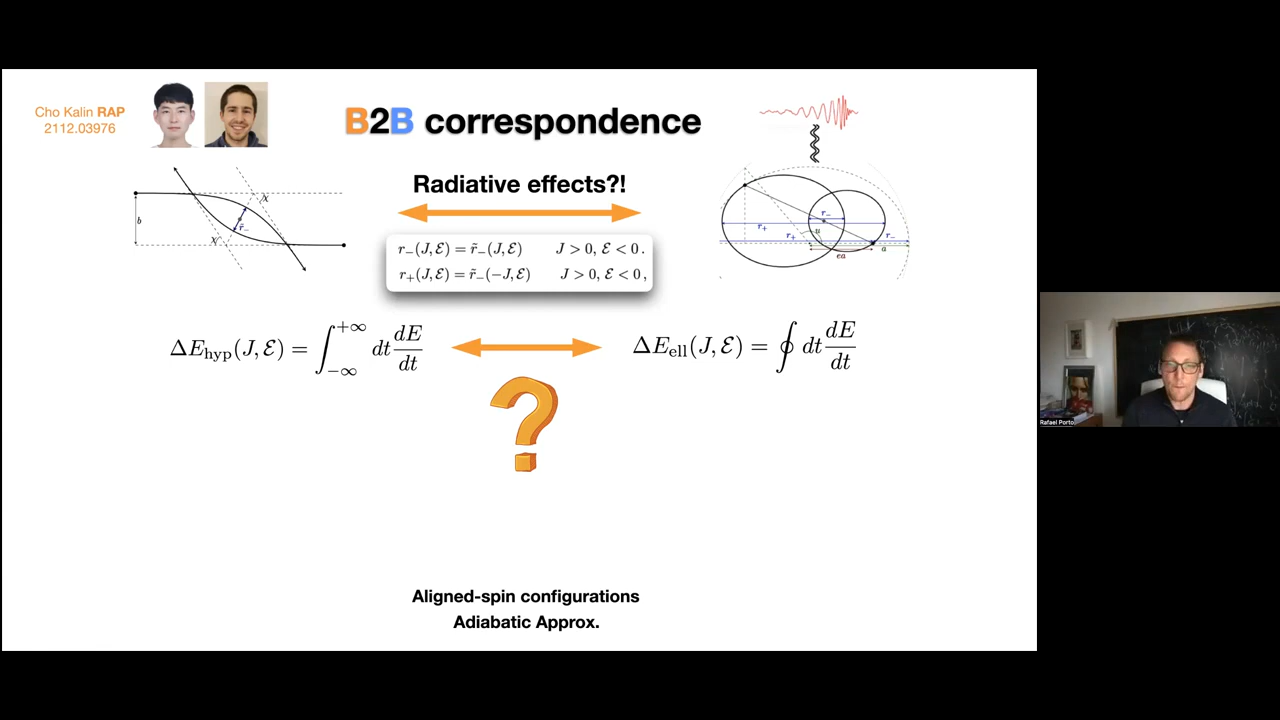 Cho Kalin RAP
2112.03976
B2B correspondence
Radiative effects?!
b
χ
χ
r̃₋
r₋(J, ℰ) = r̃₋(J, ℰ) J > 0, ℰ < 0 .
r₊(J, ℰ) = r̃₋(−J, ℰ) J > 0, ℰ < 0 ,
r₋
r₊
r₊
u
r₋
a
ea
ΔE_hyp(J, ℰ) = ∫_{−∞}^{+∞} dt dE/dt
ΔE_ell(J, ℰ) = ∮ dt dE/dt
?
Aligned-spin configurations
Adiabatic Approx.
Rafael Porto